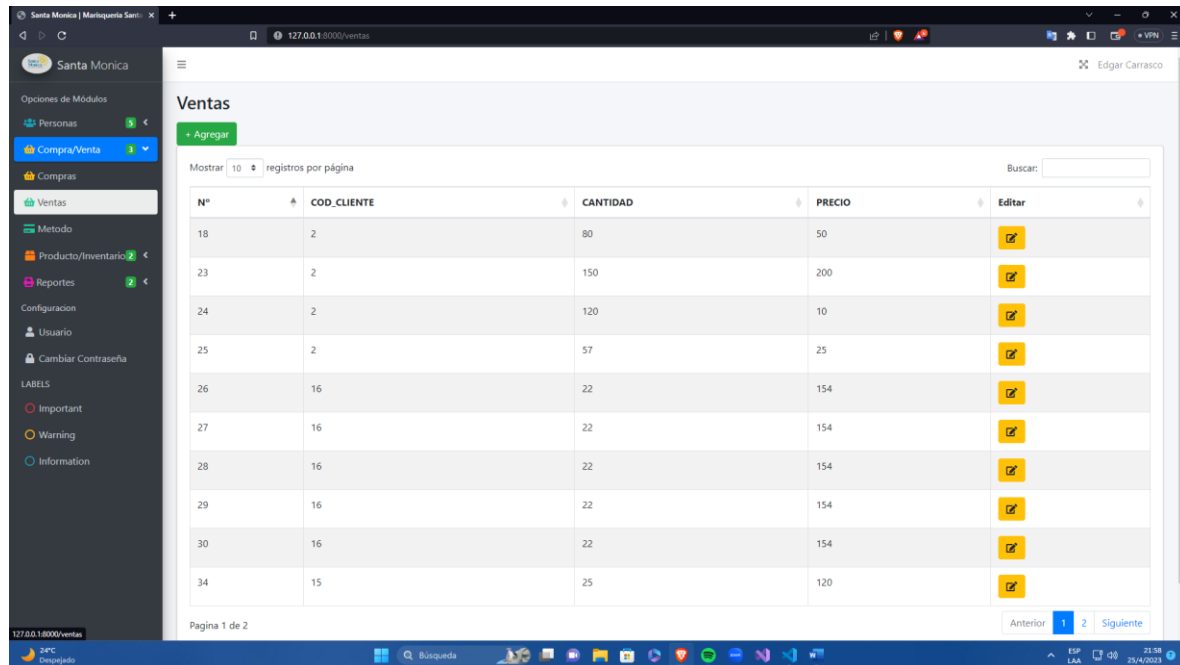 Santa Monica | Marisqueria Santa
127.0.0.1:8000/ventas
VPN
Santa Monica
Edgar Carrasco
Opciones de Módulos
Personas 5
Compra/Venta 3
Compras
Ventas
Metodo
Producto/Inventario 2
Reportes 2
Configuracion
Usuario
Cambiar Contraseña
LABELS
Important
Warning
Information
127.0.0.1:8000/ventas
Ventas
+ Agregar
Mostrar 10 registros por página
Buscar:
N° COD_CLIENTE CANTIDAD PRECIO Editar
18 2 80 50
23 2 150 200
24 2 120 10
25 2 57 25
26 16 22 154
27 16 22 154
28 16 22 154
29 16 22 154
30 16 22 154
34 15 25 120
Pagina 1 de 2
Anterior 1 2 Siguiente
24°C
Despejado
Búsqueda
ESP
LAA
21:58
25/4/2023